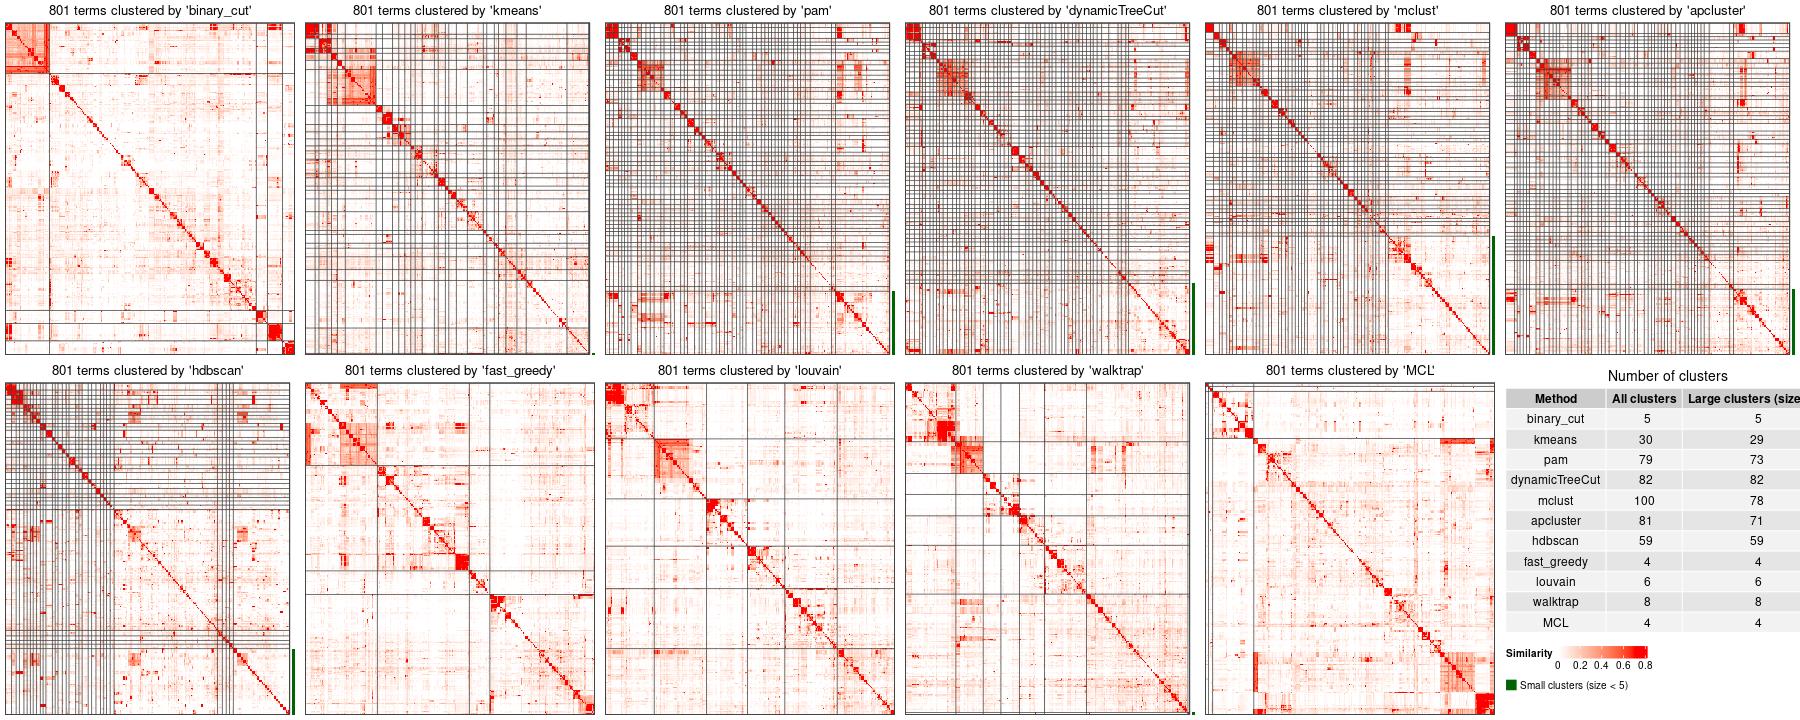 801 terms clustered by 'binary_cut'
801 terms clustered by 'kmeans'
801 terms clustered by 'pam'
801 terms clustered by 'dynamicTreeCut'
801 terms clustered by 'mclust'
801 terms clustered by 'apcluster'
801 terms clustered by 'hdbscan'
801 terms clustered by 'fast_greedy'
801 terms clustered by 'louvain'
801 terms clustered by 'walktrap'
801 terms clustered by 'MCL'
Number of clusters
Method All clusters Large clusters (size
binary_cut 5 5
kmeans 30 29
pam 79 73
dynamicTreeCut 82 82
mclust 100 78
apcluster 81 71
hdbscan 59 59
fast_greedy 4 4
louvain 6 6
walktrap 8 8
MCL 4 4
Similarity
0 0.2 0.4 0.6 0.8
Small clusters (size < 5)